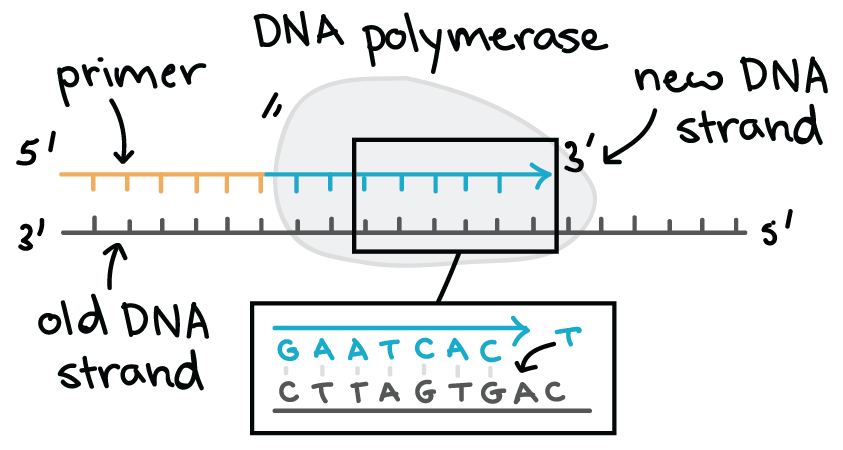 DNA polymerase
primer
new DNA
strand
5'
3'
3'
5'
old DNA
strand
G A A T C A C T
C T T A G T G A C